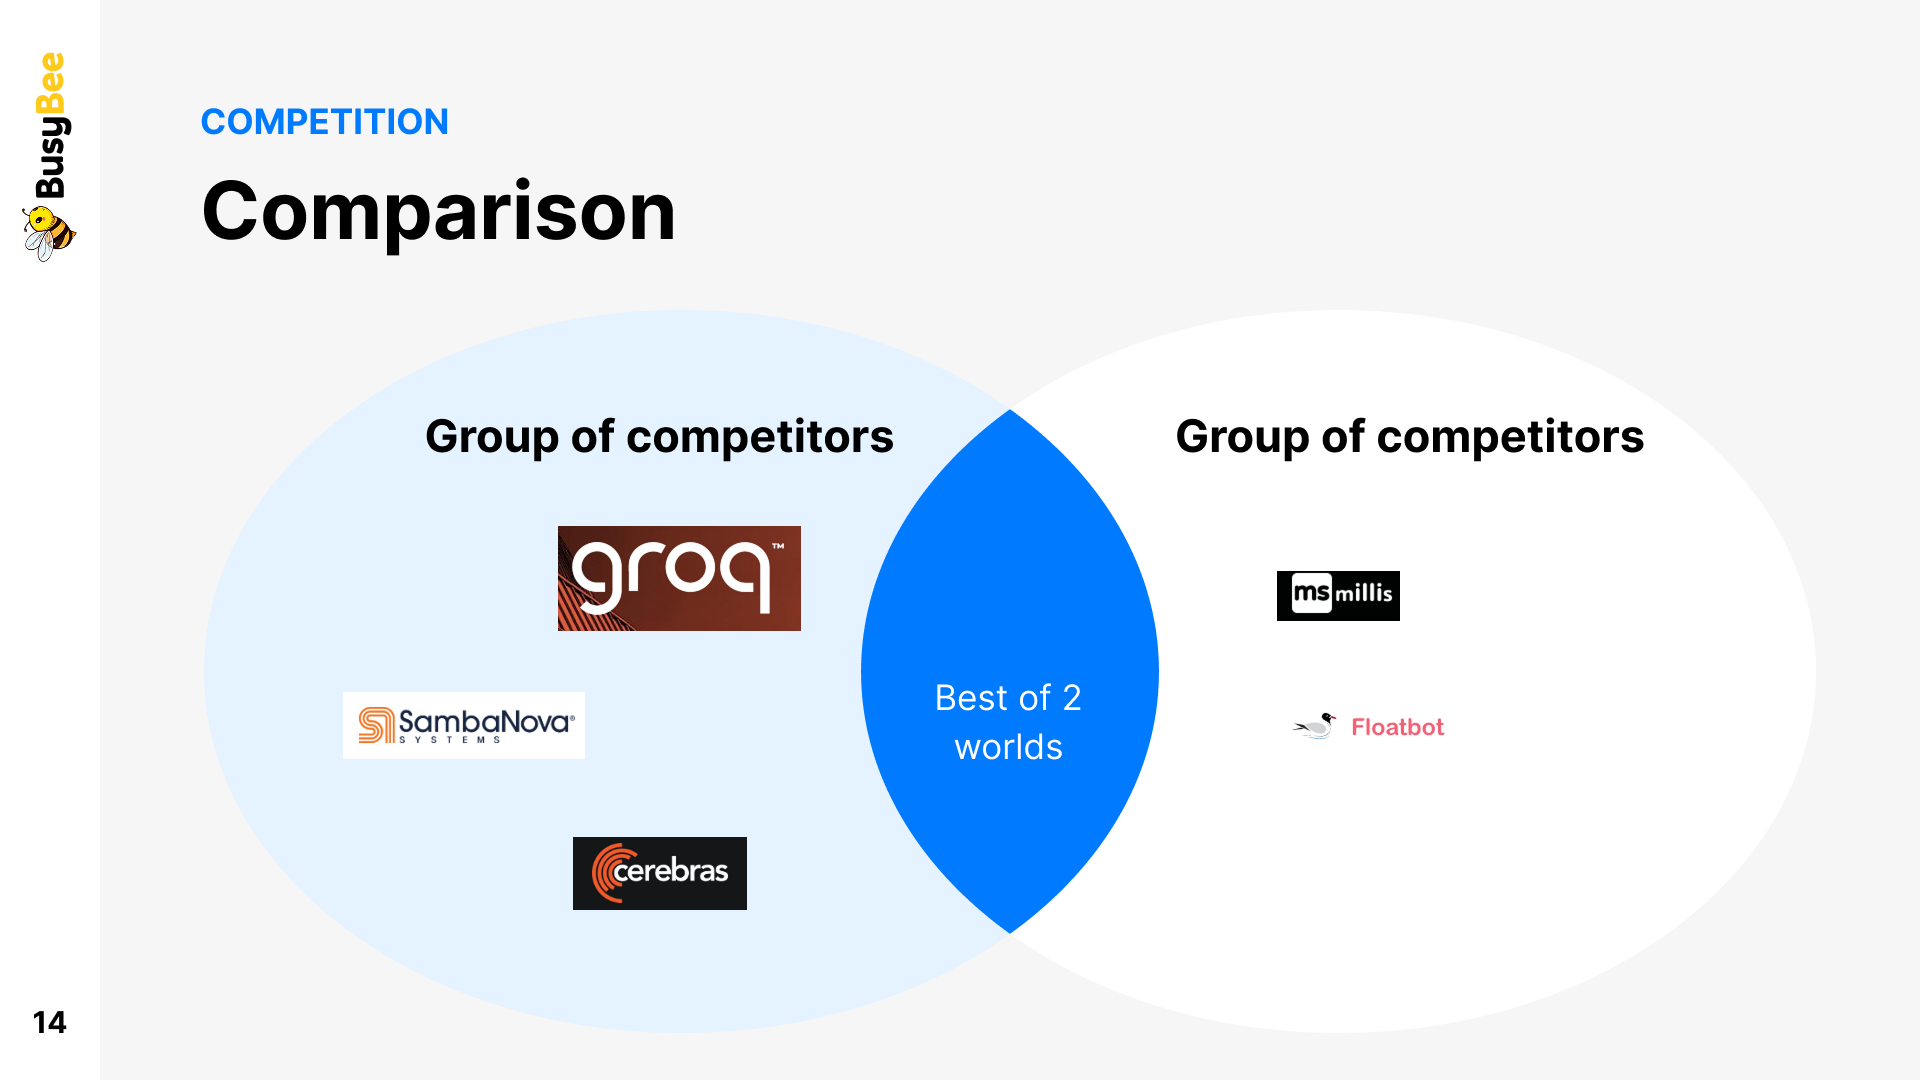 BusyBee
COMPETITION
Comparison
Group of competitors
Group of competitors
groq™
ms millis
SambaNova®
SYSTEMS
Floatbot
Best of 2
worlds
cerebras
14